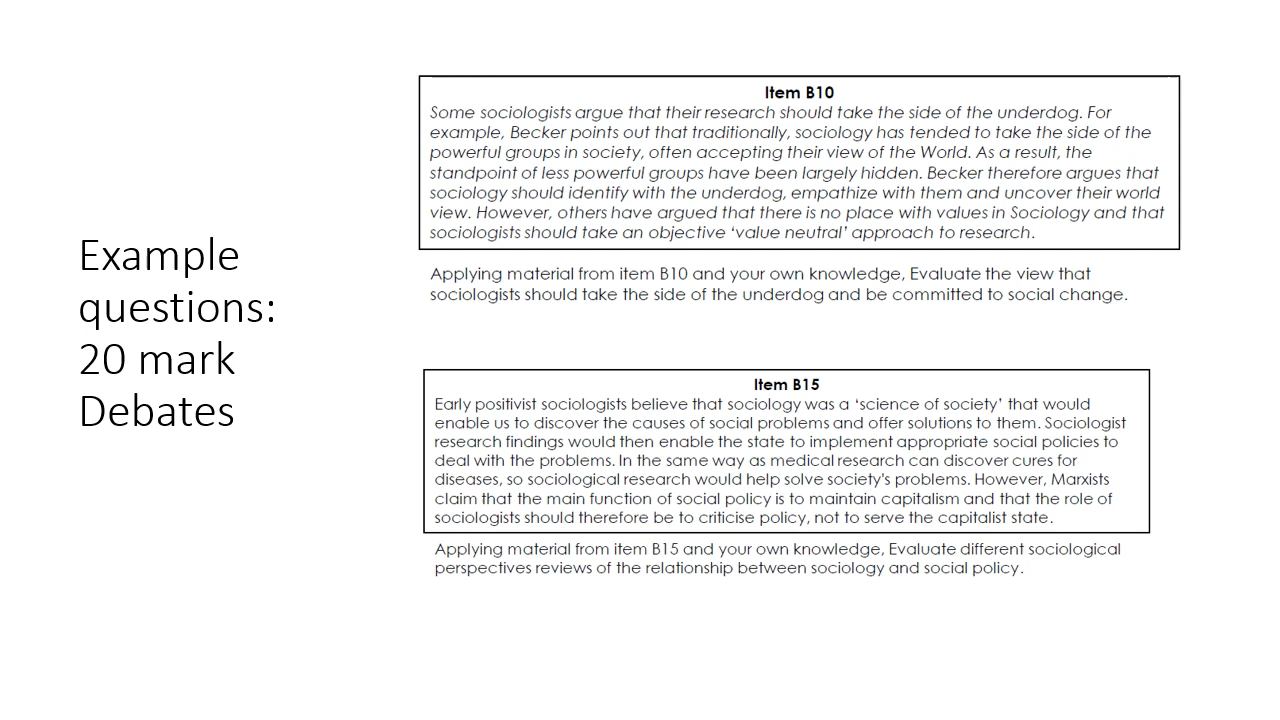 Example
questions:
20 mark
Debates
Item B10
Some sociologists argue that their research should take the side of the underdog. For
example, Becker points out that traditionally, sociology has tended to take the side of the
powerful groups in society, often accepting their view of the World. As a result, the
standpoint of less powerful groups have been largely hidden. Becker therefore argues that
sociology should identify with the underdog, empathize with them and uncover their world
view. However, others have argued that there is no place with values in Sociology and that
sociologists should take an objective ‘value neutral’ approach to research.
Applying material from item B10 and your own knowledge, Evaluate the view that
sociologists should take the side of the underdog and be committed to social change.
Item B15
Early positivist sociologists believe that sociology was a ‘science of society’ that would
enable us to discover the causes of social problems and offer solutions to them. Sociologist
research findings would then enable the state to implement appropriate social policies to
deal with the problems. In the same way as medical research can discover cures for
diseases, so sociological research would help solve society's problems. However, Marxists
claim that the main function of social policy is to maintain capitalism and that the role of
sociologists should therefore be to criticise policy, not to serve the capitalist state.
Applying material from item B15 and your own knowledge, Evaluate different sociological
perspectives reviews of the relationship between sociology and social policy.